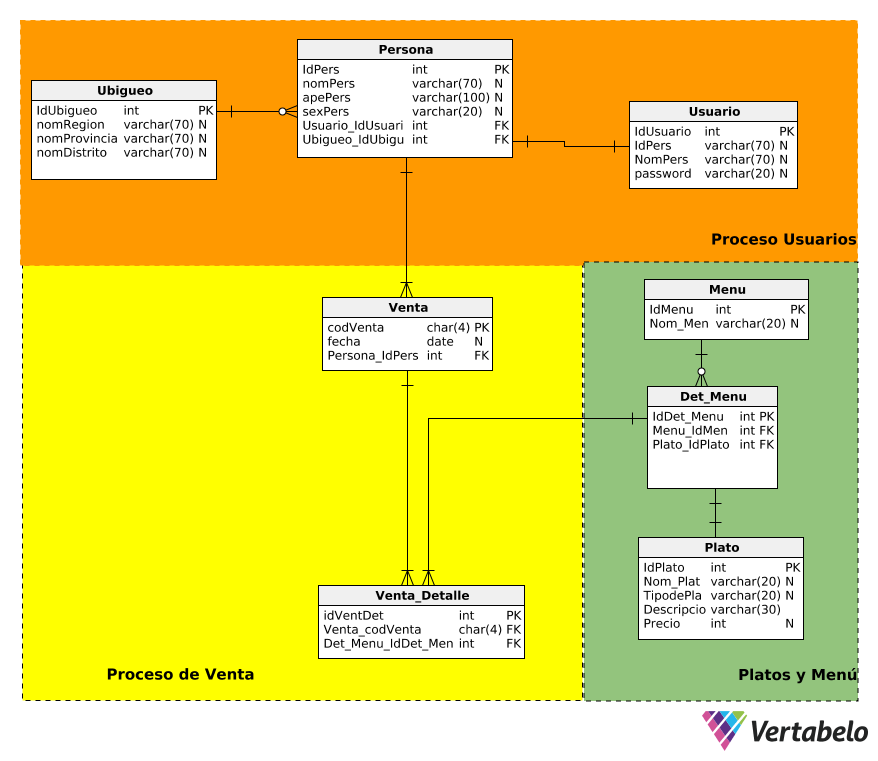 Persona
IdPers int PK
nomPers varchar(70) N
apePers varchar(100) N
sexPers varchar(20) N
Usuario_IdUsuari int FK
Ubigueo_IdUbigu int FK
Ubigueo
IdUbigueo int PK
nomRegion varchar(70) N
nomProvincia varchar(70) N
nomDistrito varchar(70) N
Usuario
IdUsuario int PK
IdPers varchar(70) N
NomPers varchar(70) N
password varchar(20) N
Proceso Usuarios
Venta
codVenta char(4) PK
fecha date N
Persona_IdPers int FK
Menu
IdMenu int PK
Nom_Men varchar(20) N
Det_Menu
IdDet_Menu int PK
Menu_IdMen int FK
Plato_IdPlato int FK
Plato
IdPlato int PK
Nom_Plat varchar(20) N
TipodePla varchar(20) N
Descripcio varchar(30)
Precio int N
Venta_Detalle
idVentDet int PK
Venta_codVenta char(4) FK
Det_Menu_IdDet_Men int FK
Proceso de Venta
Platos y Menú
Vertabelo